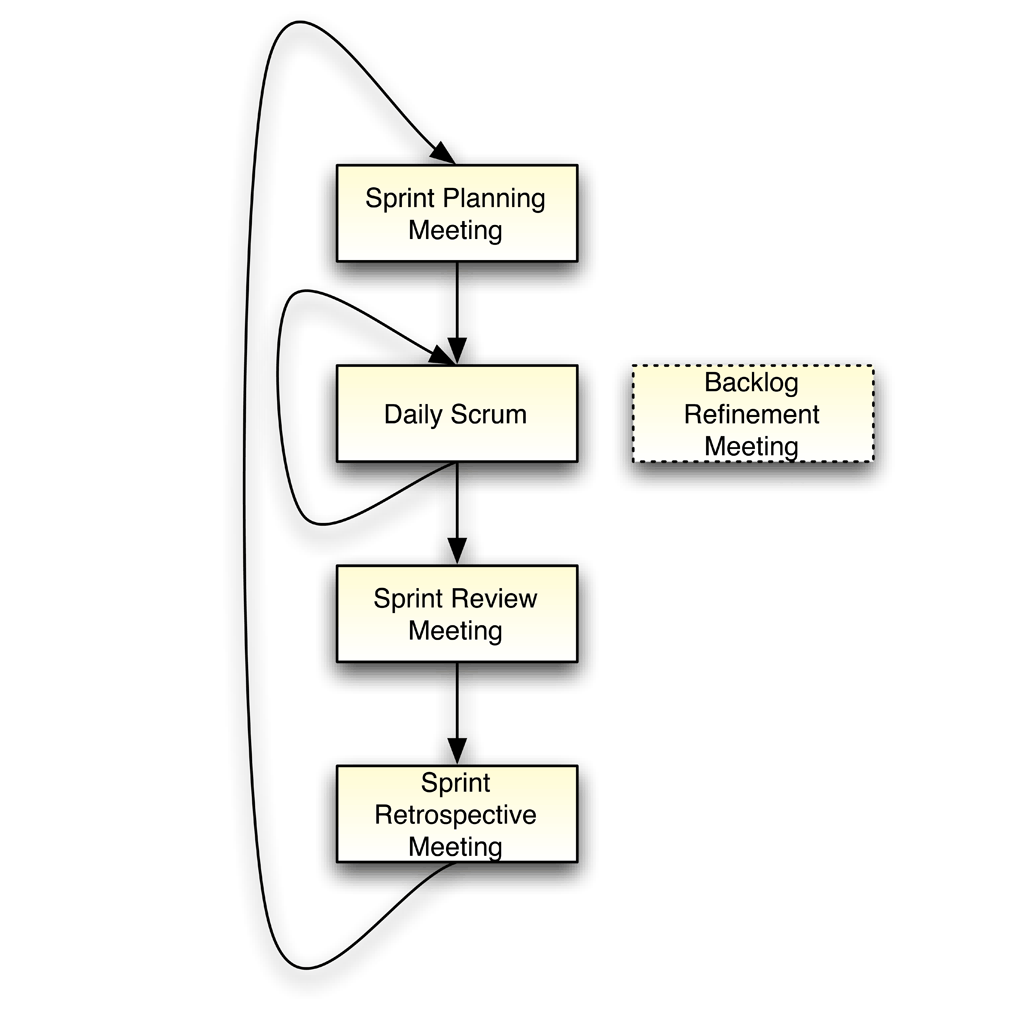 Sprint Planning
Meeting
Daily Scrum
Backlog
Refinement
Meeting
Sprint Review
Meeting
Sprint
Retrospective
Meeting